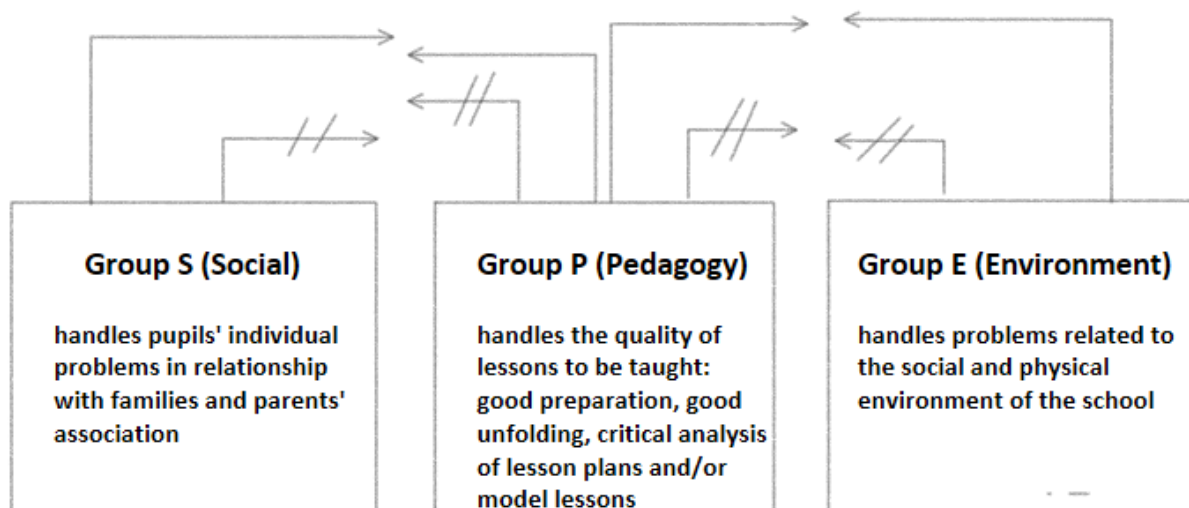 Group S (Social)
handles pupils' individual
problems in relationship
with families and parents'
association
Group P (Pedagogy)
handles the quality of
lessons to be taught:
good preparation, good
unfolding, critical analysis
of lesson plans and/or
model lessons
Group E (Environment)
handles problems related to
the social and physical
environment of the school